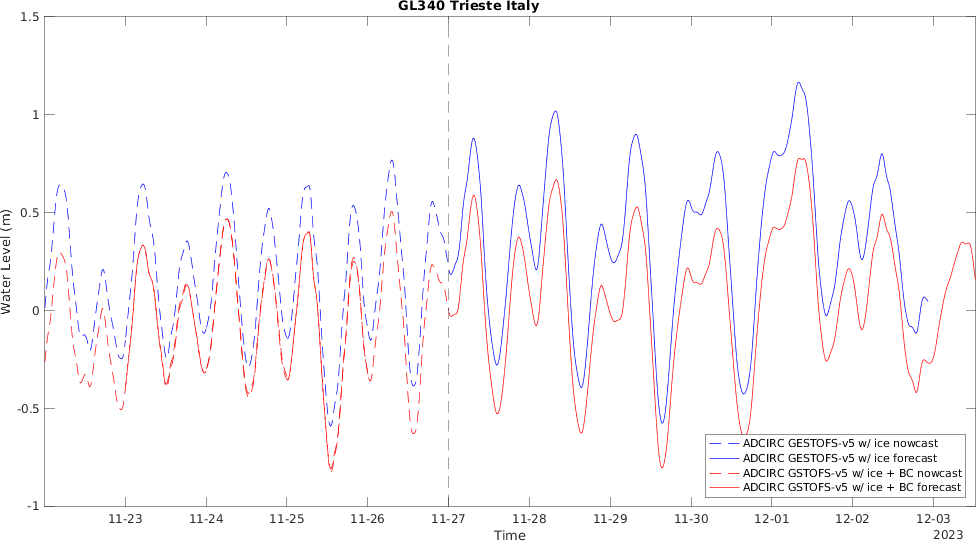 GL340 Trieste Italy
1.5
1
0.5
0
-0.5
-1
Water Level (m)
11-23 11-24 11-25 11-26 11-27 11-28 11-29 11-30 12-01 12-02 12-03
Time
2023
ADCIRC GESTOFS-v5 w/ ice nowcast
ADCIRC GESTOFS-v5 w/ ice forecast
ADCIRC GSTOFS-v5 w/ ice + BC nowcast
ADCIRC GSTOFS-v5 w/ ice + BC forecast